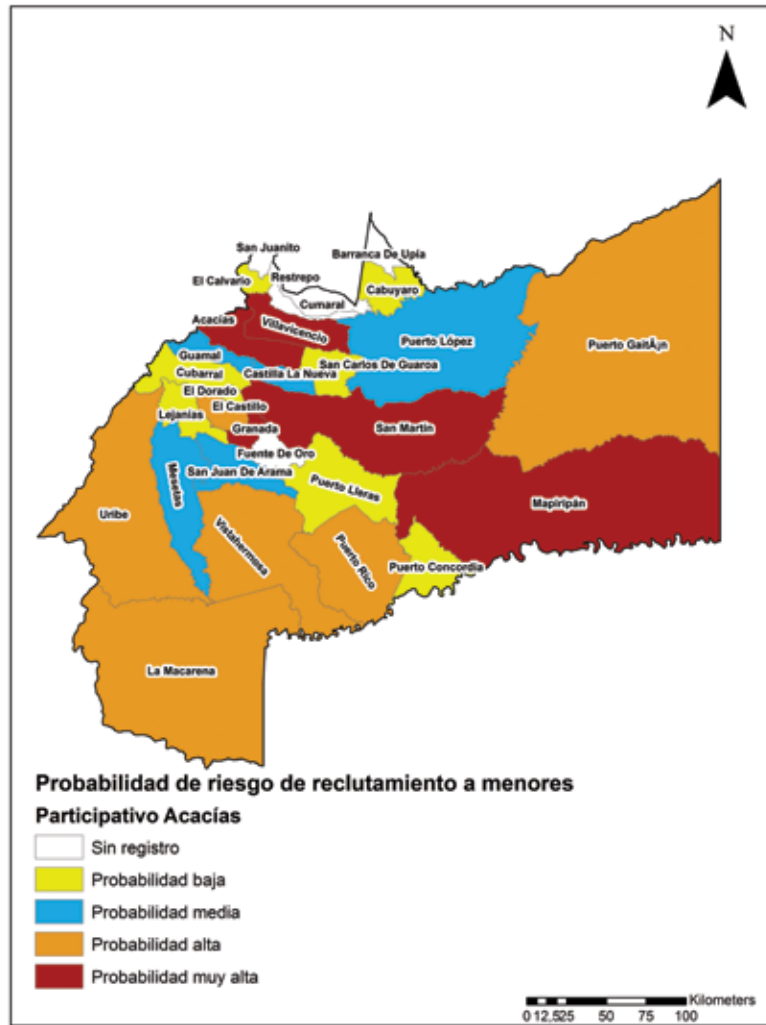 N
San Juanito
Barranca De Upía
El Calvario
Restrepo
Cabuyaro
Cumaral
Acacías
Villavicencio
Puerto López
Puerto GaitÃ¡n
Guamal
San Carlos De Guaroa
Cubarral
Castilla La Nueva
El Dorado
El Castillo
Lejanías
Granada
San Martín
Fuente De Oro
San Juan De Arama
Mesetas
Puerto Lleras
Mapiripán
Uribe
Vistahermosa
Puerto Rico
Puerto Concordia
La Macarena
Probabilidad de riesgo de reclutamiento a menores
Participativo Acacías
Sin registro
Probabilidad baja
Probabilidad media
Probabilidad alta
Probabilidad muy alta
Kilometers
0 12,525 50 75 100